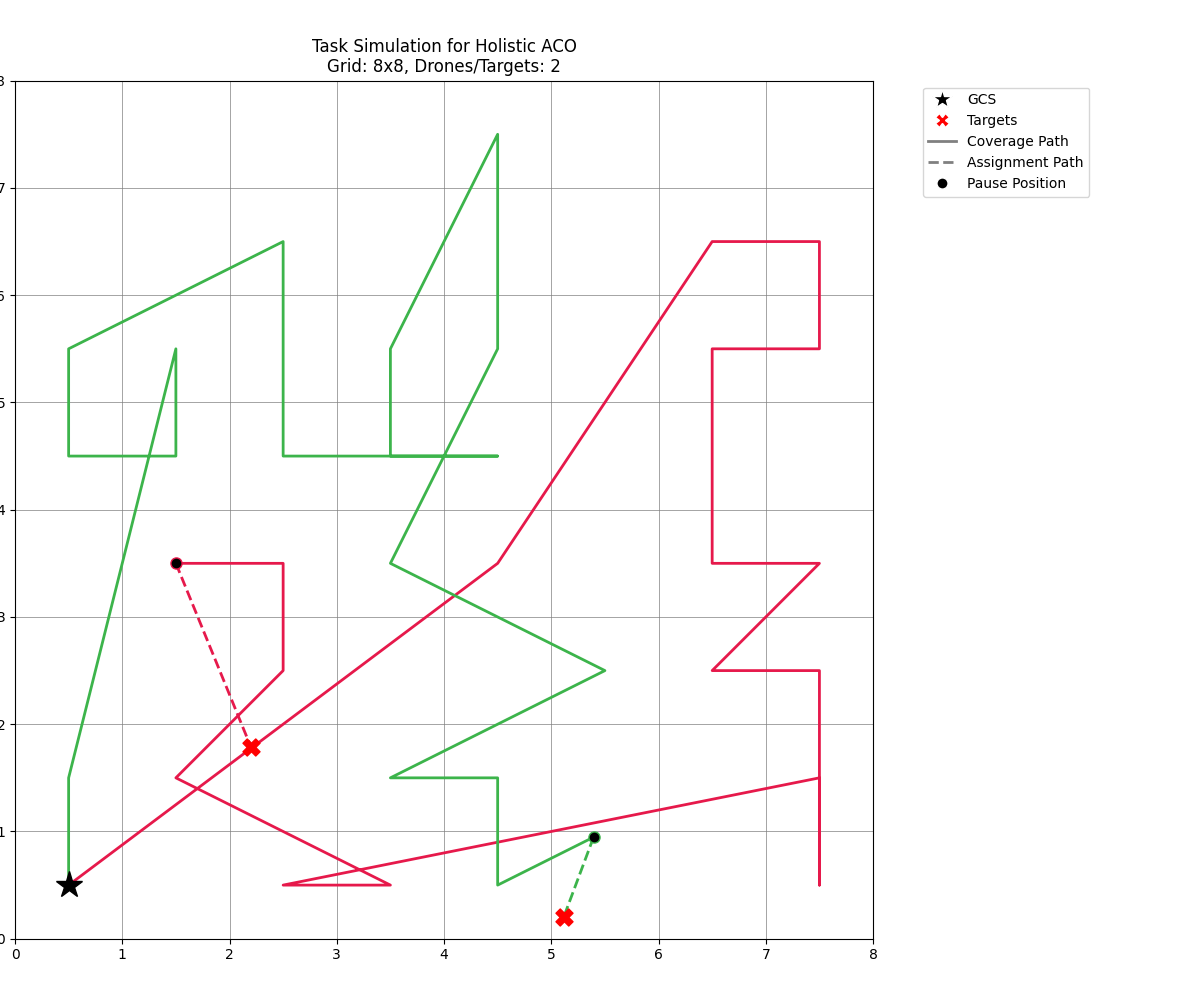 Task Simulation for Holistic ACO
Grid: 8x8, Drones/Targets: 2
GCS
Targets
Coverage Path
Assignment Path
Pause Position
8
7
6
5
4
3
2
1
0
0 1 2 3 4 5 6 7 8